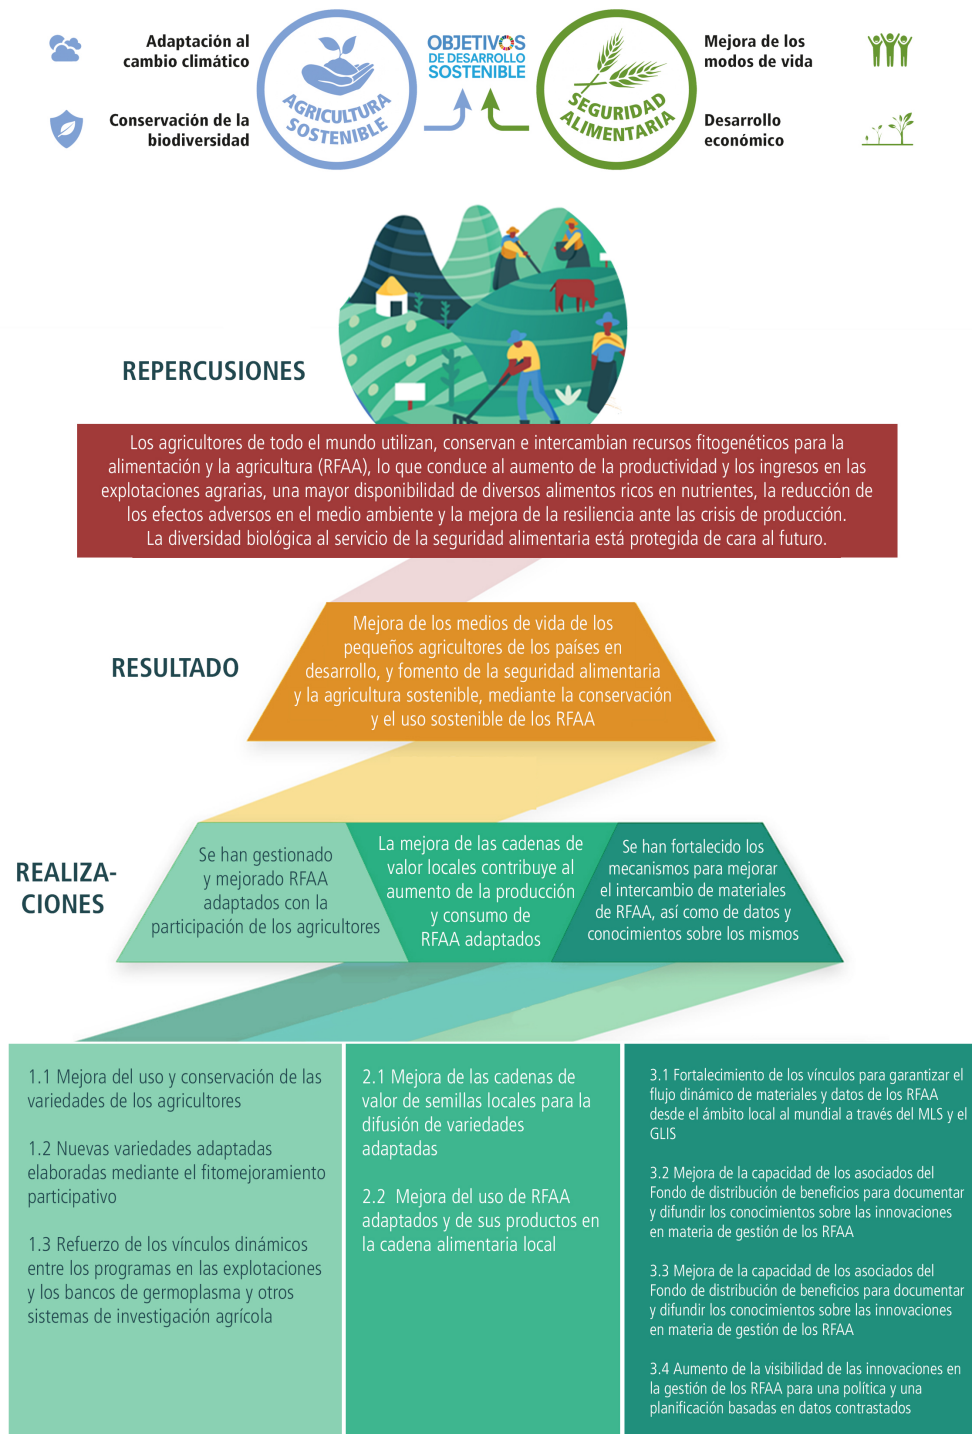 Adaptación al
cambio climático
Conservación de la
biodiversidad
AGRICULTURA
SOSTENIBLE
OBJETIVOS
DE DESARROLLO
SOSTENIBLE
SEGURIDAD
ALIMENTARIA
Mejora de los
modos de vida
Desarrollo
económico
REPERCUSIONES
Los agricultores de todo el mundo utilizan, conservan e intercambian recursos fitogenéticos para la
alimentación y la agricultura (RFAA), lo que conduce al aumento de la productividad y los ingresos en las
explotaciones agrarias, una mayor disponibilidad de diversos alimentos ricos en nutrientes, la reducción de
los efectos adversos en el medio ambiente y la mejora de la resiliencia ante las crisis de producción.
La diversidad biológica al servicio de la seguridad alimentaria está protegida de cara al futuro.
RESULTADO
Mejora de los medios de vida de los
pequeños agricultores de los países en
desarrollo, y fomento de la seguridad alimentaria
y la agricultura sostenible, mediante la conservación
y el uso sostenible de los RFAA
REALIZA-
CIONES
Se han gestionado
y mejorado RFAA
adaptados con la
participación de los agricultores
La mejora de las cadenas de
valor locales contribuye al
aumento de la producción
y consumo de
RFAA adaptados
Se han fortalecido los
mecanismos para mejorar
el intercambio de materiales
de RFAA, así como de datos y
conocimientos sobre los mismos
1.1 Mejora del uso y conservación de las
variedades de los agricultores
1.2 Nuevas variedades adaptadas
elaboradas mediante el fitomejoramiento
participativo
1.3 Refuerzo de los vínculos dinámicos
entre los programas en las explotaciones
y los bancos de germoplasma y otros
sistemas de investigación agrícola
2.1 Mejora de las cadenas de
valor de semillas locales para la
difusión de variedades
adaptadas
2.2 Mejora del uso de RFAA
adaptados y de sus productos en
la cadena alimentaria local
3.1 Fortalecimiento de los vínculos para garantizar el
flujo dinámico de materiales y datos de los RFAA
desde el ámbito local al mundial a través del MLS y el
GLIS
3.2 Mejora de la capacidad de los asociados del
Fondo de distribución de beneficios para documentar
y difundir los conocimientos sobre las innovaciones
en materia de gestión de los RFAA
3.3 Mejora de la capacidad de los asociados del
Fondo de distribución de beneficios para documentar
y difundir los conocimientos sobre las innovaciones
en materia de gestión de los RFAA
3.4 Aumento de la visibilidad de las innovaciones en
la gestión de los RFAA para una política y una
planificación basadas en datos contrastados